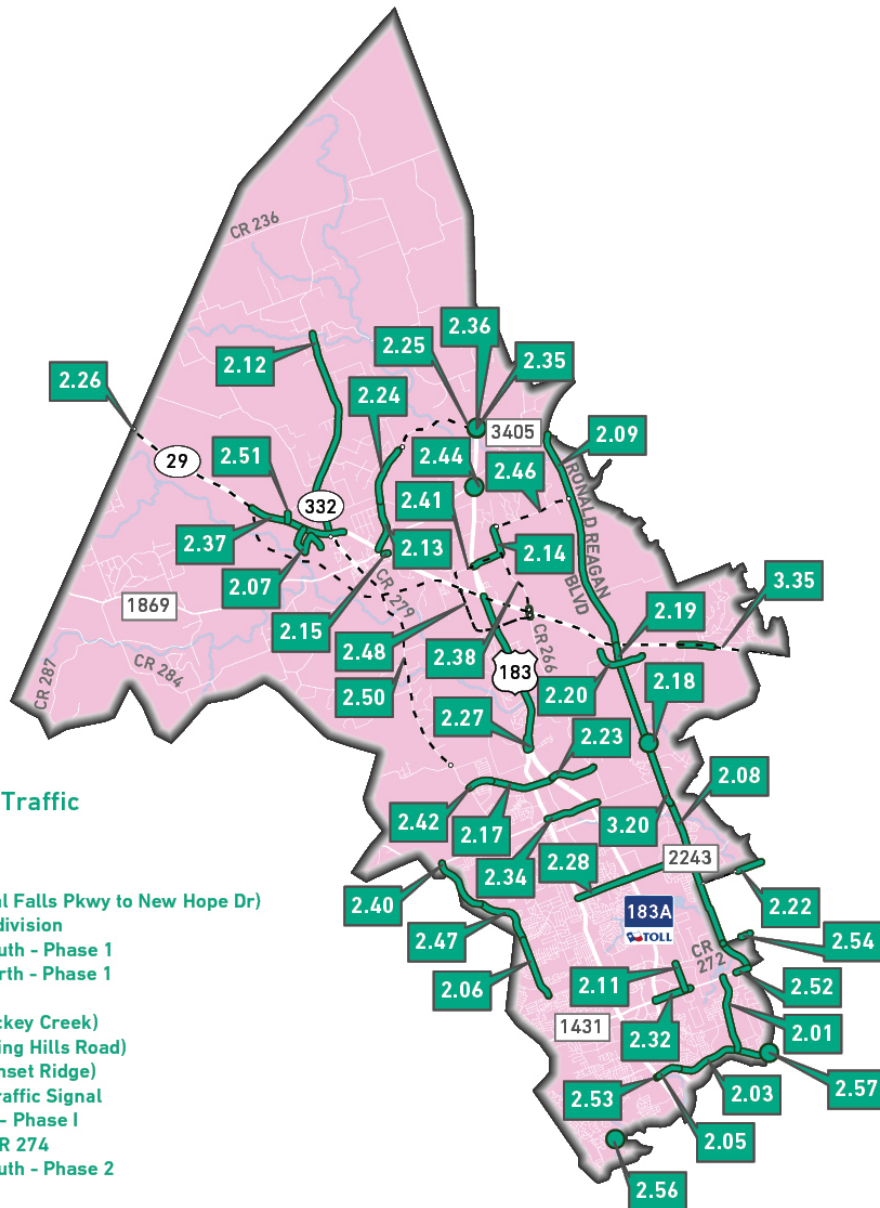 CR 236
2.36
2.25
2.35
2.12
2.26
2.24
3405
2.09
29
2.51
2.44
2.46
332
2.41
RONALD REAGAN
BLVD
2.37
2.13
2.14
2.07
CR 279
3.35
1869
2.15
2.19
2.48
CR 266
2.38
CR 284
183
2.20
2.18
CR 287
2.50
2.27
2.23
2.08
Traffic
2.42
2.17
3.20
2243
2.34
2.28
al Falls Pkwy to New Hope Dr)
2.40
183A
TOLL
2.22
division
2.47
2.54
uth - Phase 1
CR
272
rth - Phase 1
2.06
2.11
2.52
ckey Creek)
1431
2.32
2.01
ing Hills Road)
nset Ridge)
2.57
raffic Signal
2.53
2.03
- Phase I
2.05
R 274
uth - Phase 2
2.56